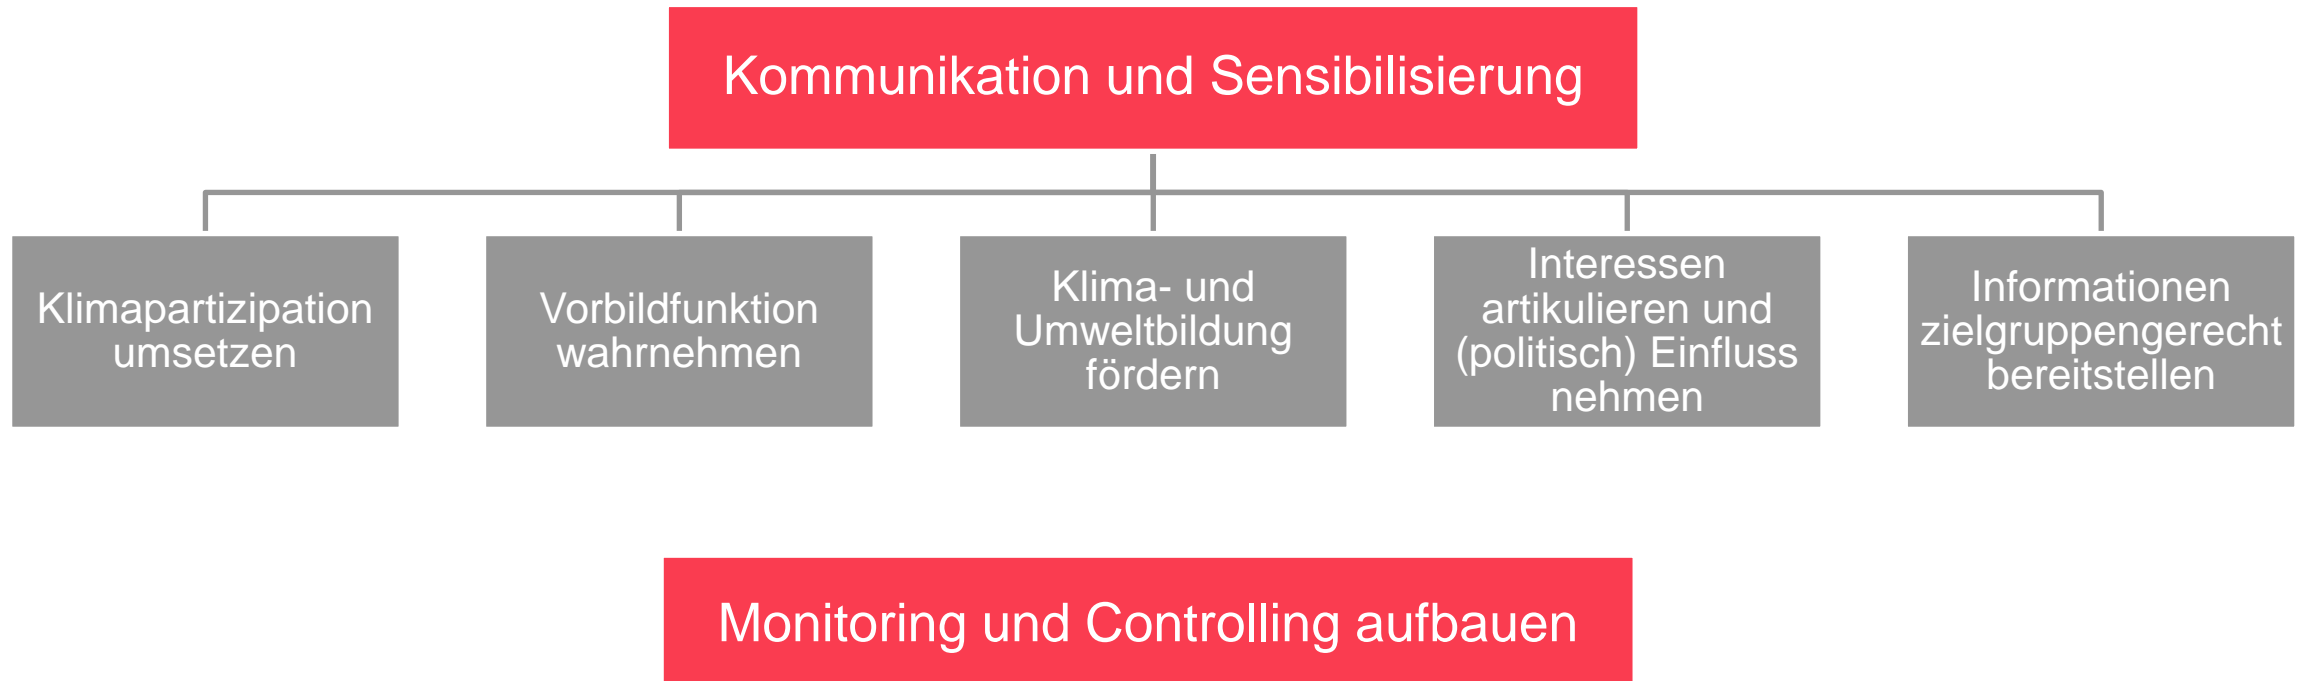 Kommunikation und Sensibilisierung
Klimapartizipation
umsetzen
Vorbildfunktion
wahrnehmen
Klima- und
Umweltbildung
fördern
Interessen
artikulieren und
(politisch) Einfluss
nehmen
Informationen
zielgruppengerecht
bereitstellen
Monitoring und Controlling aufbauen